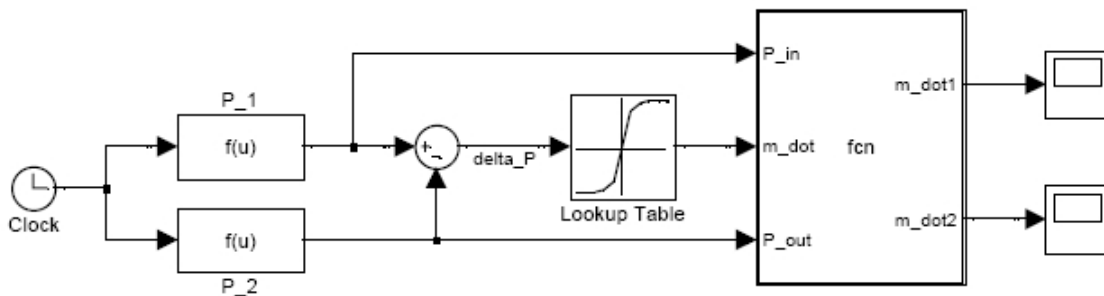 P_1
f(u)
Clock
f(u)
P_2
+
-
delta_P
Lookup Table
P_in
m_dot
P_out
fcn
m_dot1
m_dot2